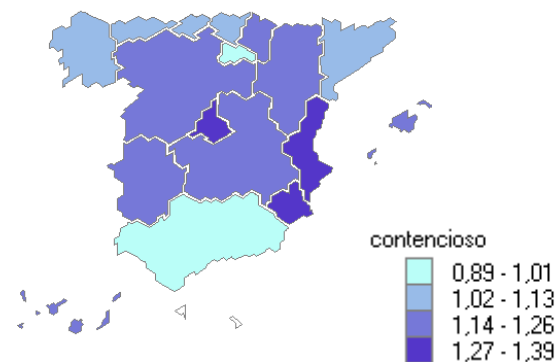 contencioso
0,89 - 1,01
1,02 - 1,13
1,14 - 1,26
1,27 - 1,39